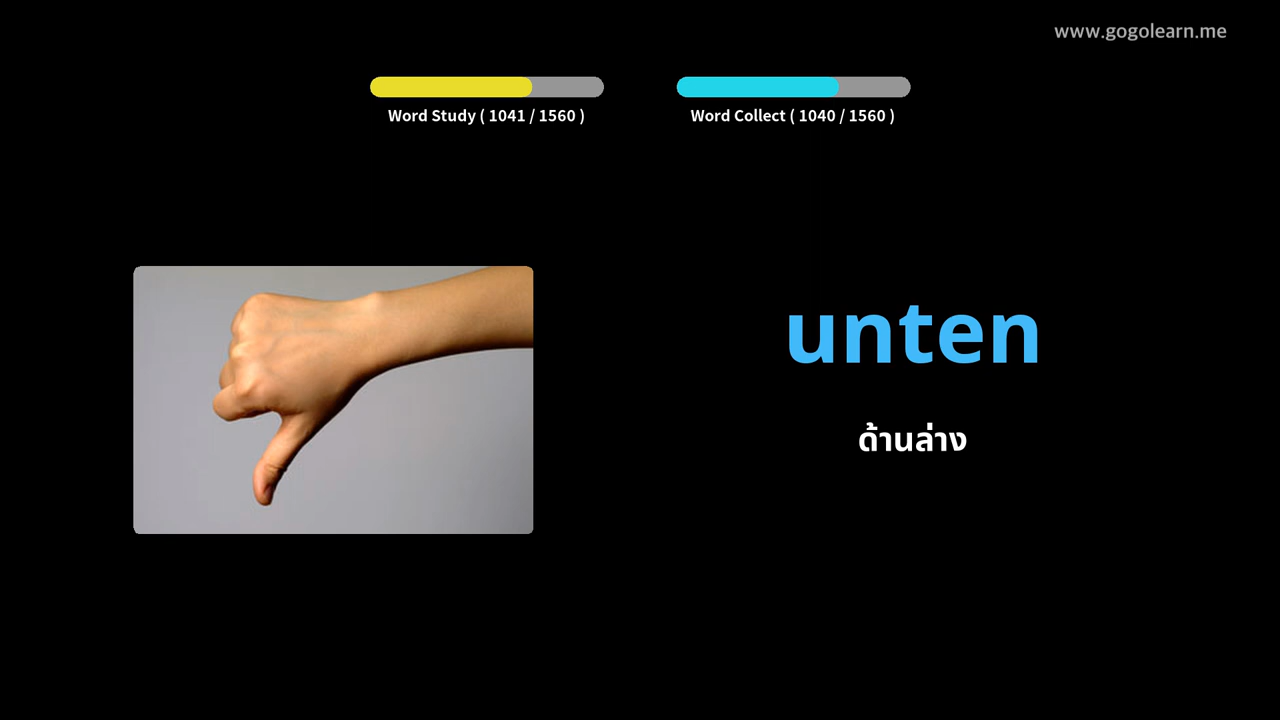 www.gogolearn.me
Word Study ( 1041 / 1560 )
Word Collect ( 1040 / 1560 )
unten
ด้านล่าง